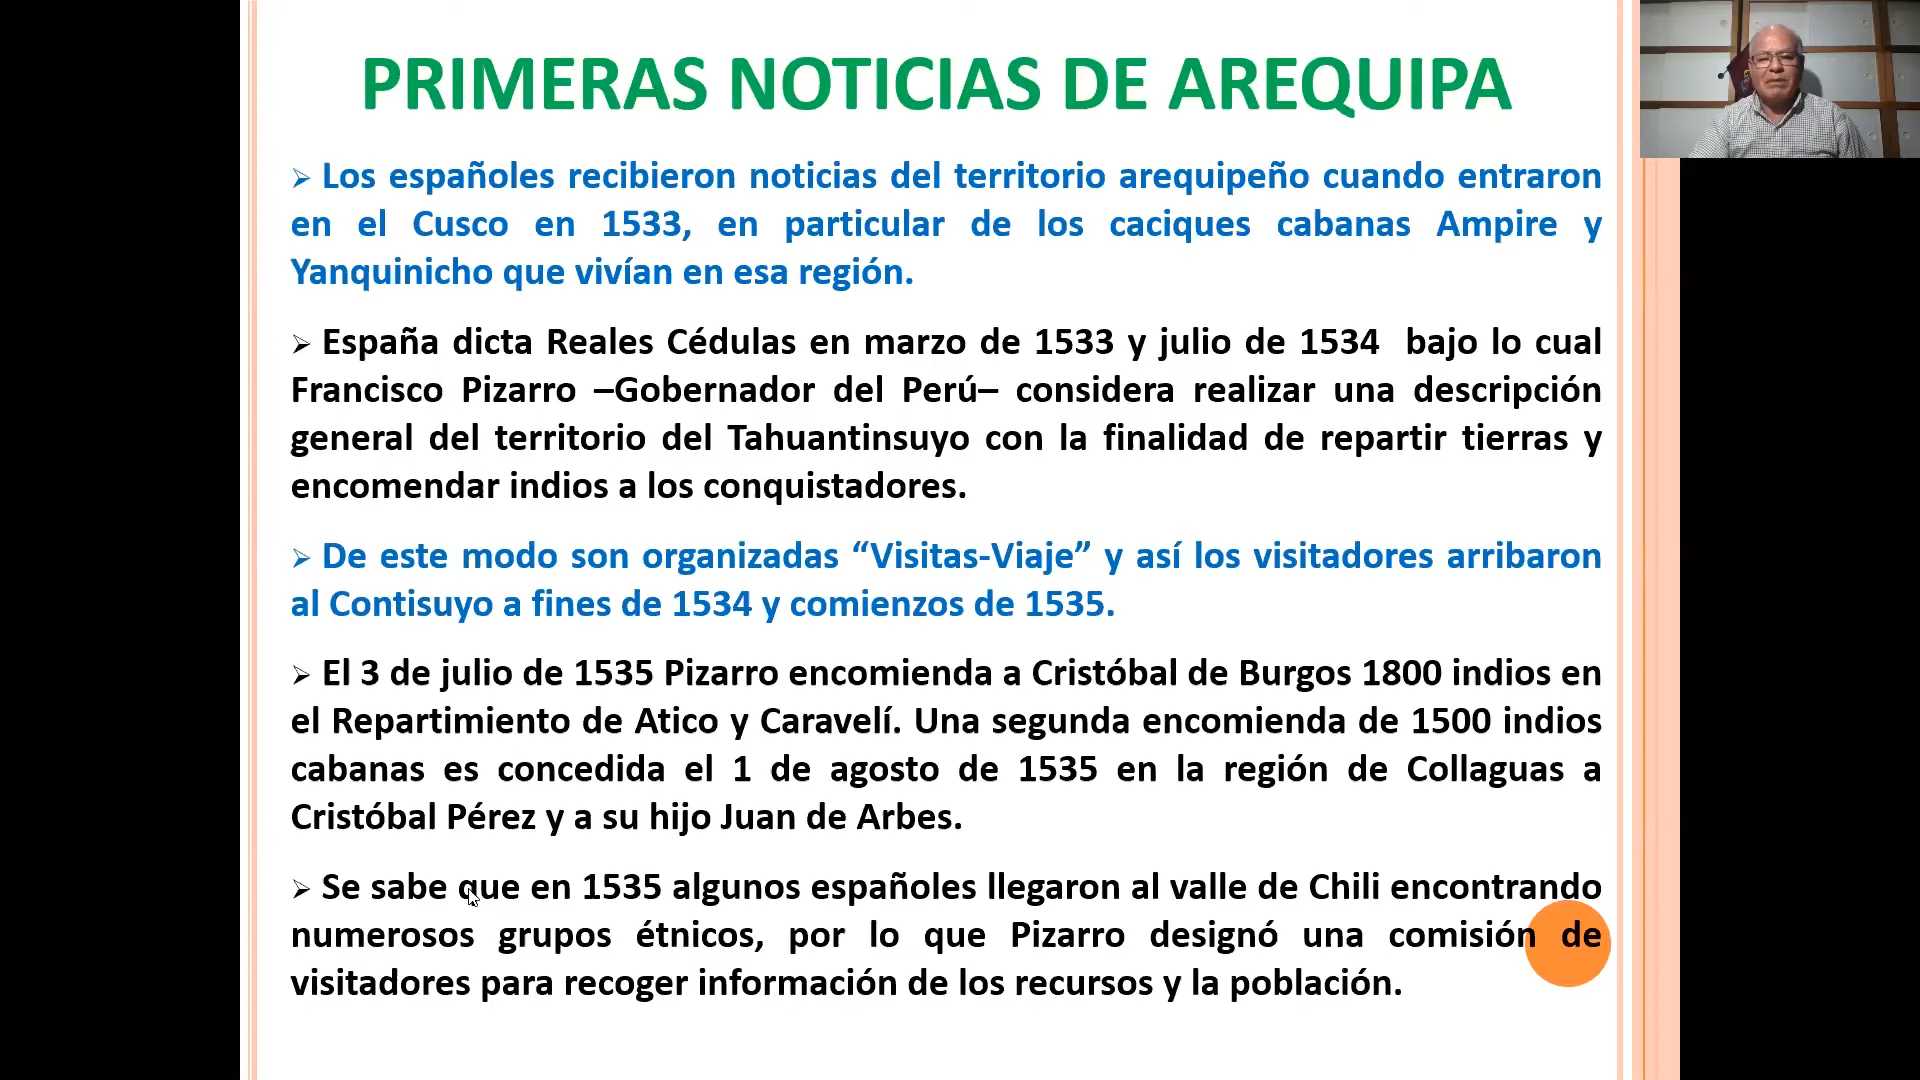 PRIMERAS NOTICIAS DE AREQUIPA
➢ Los españoles recibieron noticias del territorio arequipeño cuando entraron
en el Cusco en 1533, en particular de los caciques cabanas Ampire y
Yanquinicho que vivían en esa región.
➢ España dicta Reales Cédulas en marzo de 1533 y julio de 1534 bajo lo cual
Francisco Pizarro –Gobernador del Perú– considera realizar una descripción
general del territorio del Tahuantinsuyo con la finalidad de repartir tierras y
encomendar indios a los conquistadores.
➢ De este modo son organizadas “Visitas-Viaje” y así los visitadores arribaron
al Contisuyo a fines de 1534 y comienzos de 1535.
➢ El 3 de julio de 1535 Pizarro encomienda a Cristóbal de Burgos 1800 indios en
el Repartimiento de Atico y Caravelí. Una segunda encomienda de 1500 indios
cabanas es concedida el 1 de agosto de 1535 en la región de Collaguas a
Cristóbal Pérez y a su hijo Juan de Arbes.
➢ Se sabe que en 1535 algunos españoles llegaron al valle de Chili encontrando
numerosos grupos étnicos, por lo que Pizarro designó una comisión de
visitadores para recoger información de los recursos y la población.